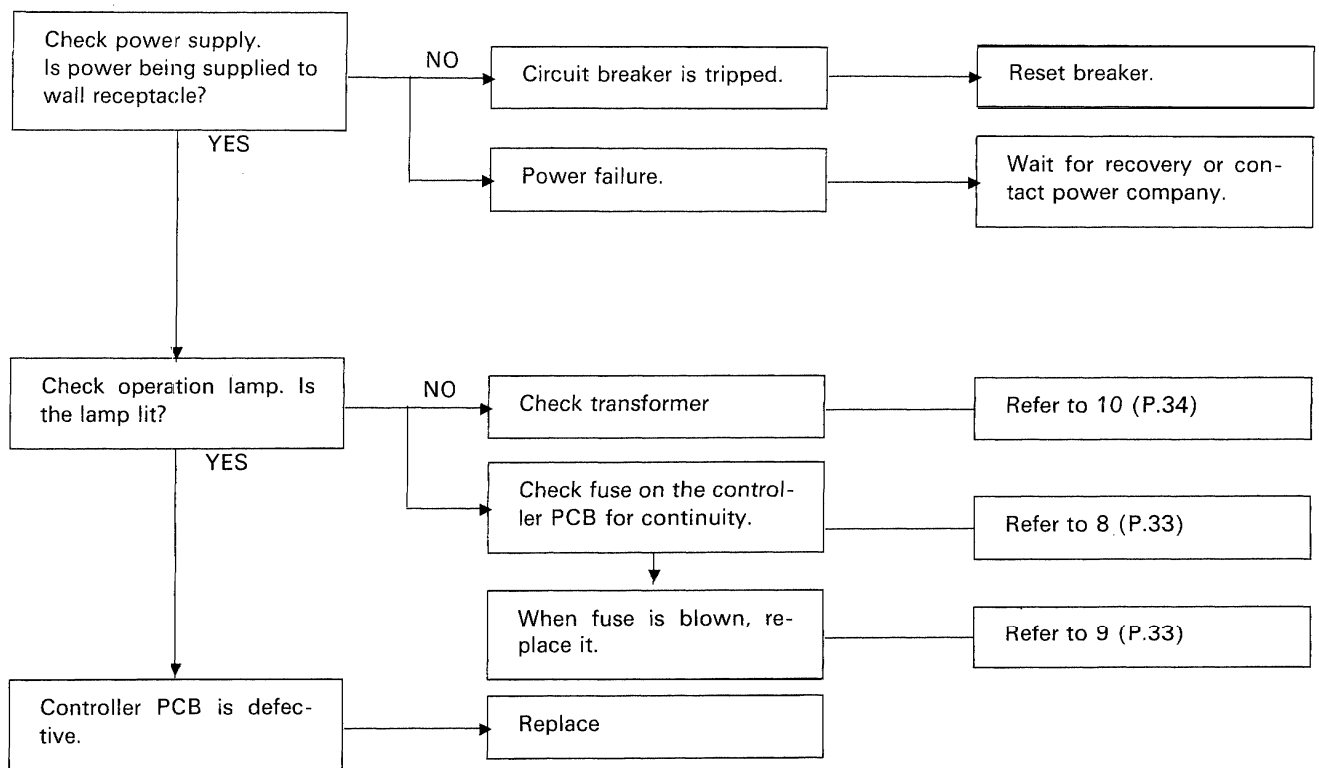 Check power supply.
Is power being supplied to
wall receptacle?
NO
Circuit breaker is tripped.
Reset breaker.
YES
Power failure.
Wait for recovery or con-
tact power company.
Check operation lamp. Is
the lamp lit?
NO
Check transformer
Refer to 10 (P.34)
YES
Check fuse on the control-
ler PCB for continuity.
Refer to 8 (P.33)
When fuse is blown, re-
place it.
Refer to 9 (P.33)
Controller PCB is defec-
tive.
Replace